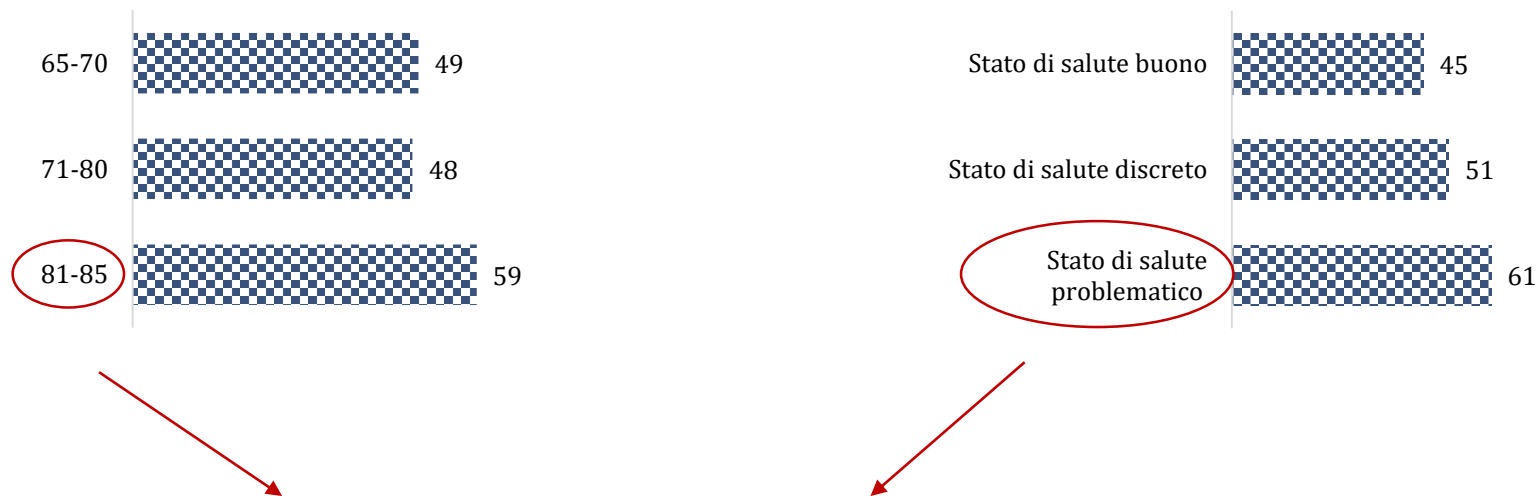 65-70 49
71-80 48
81-85 59
Stato di salute buono 45
Stato di salute discreto 51
Stato di salute
problematico 61